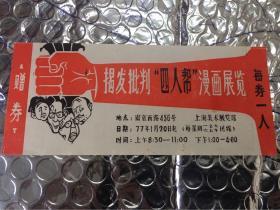 赠券
揭发批判“四人帮”漫画展览
每券一人
地点：南京西路456号 上海美术展览馆
日期：77年1月20日起
时间：上午8:30—11:00 下午1:00—4:00